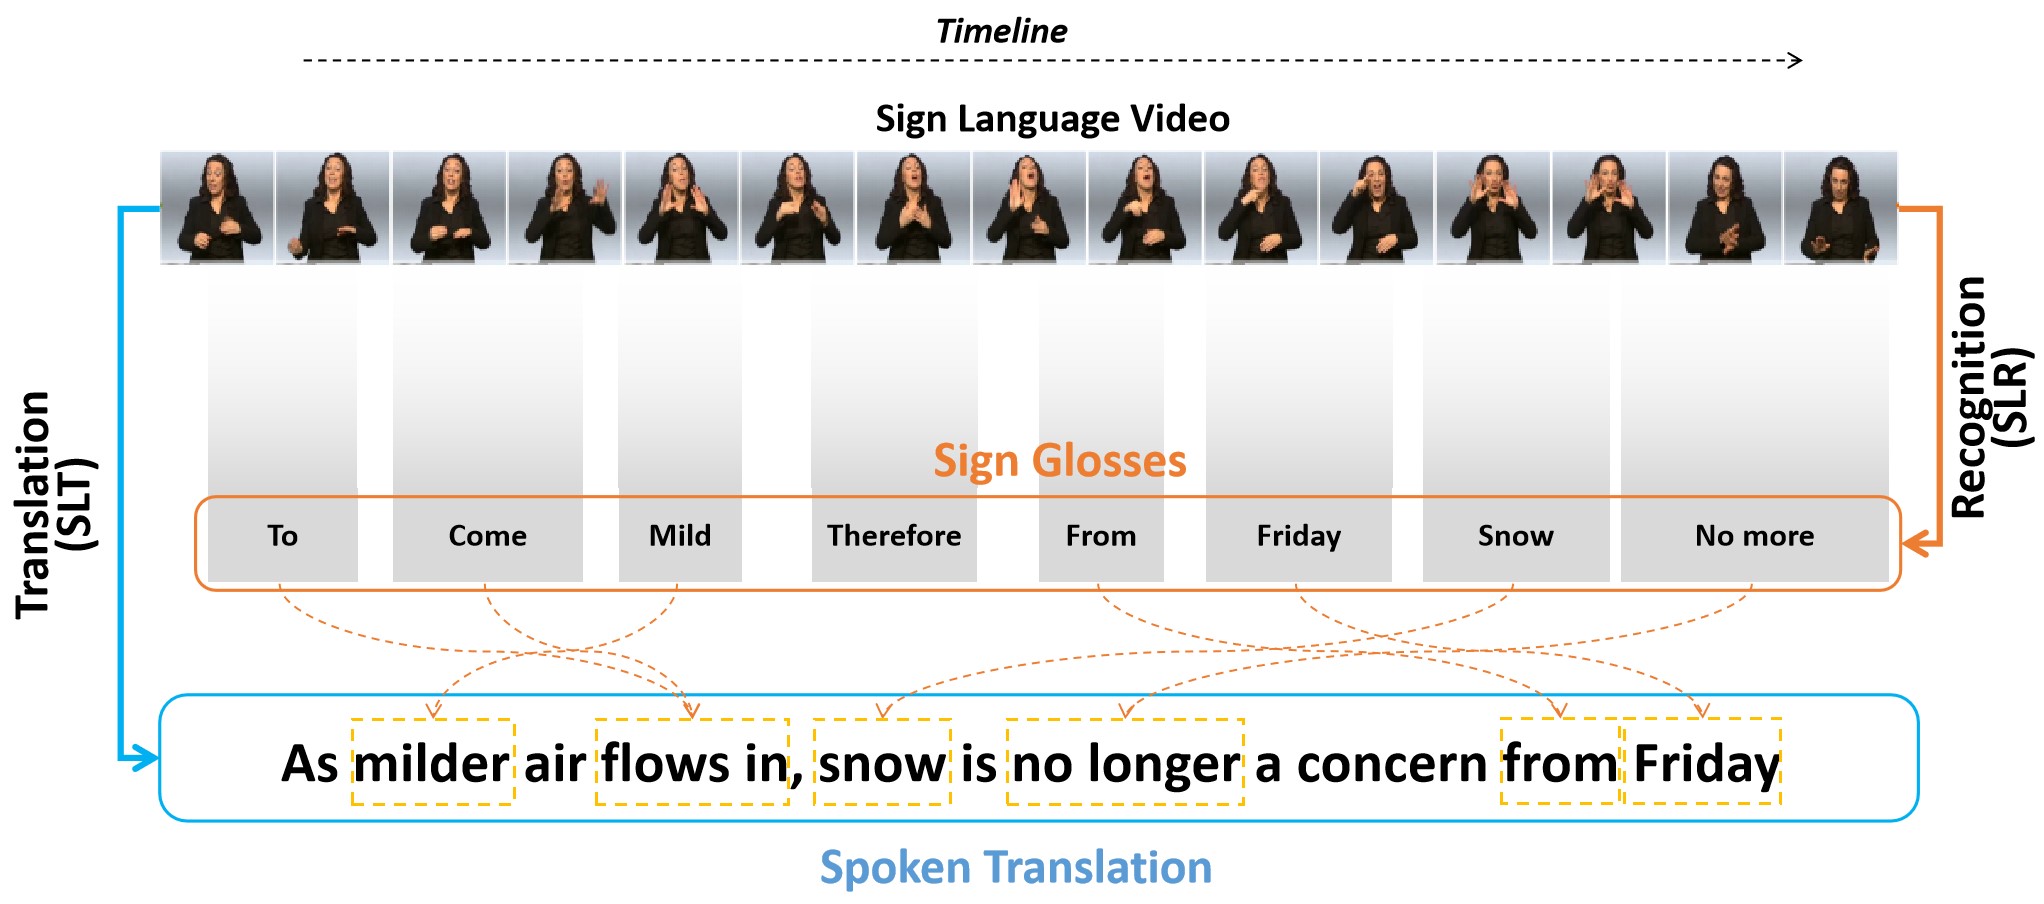 Timeline
Sign Language Video
Translation
(SLT)
Recognition
(SLR)
Sign Glosses
To Come Mild Therefore From Friday Snow No more
As milder air flows in, snow is no longer a concern from Friday
Spoken Translation